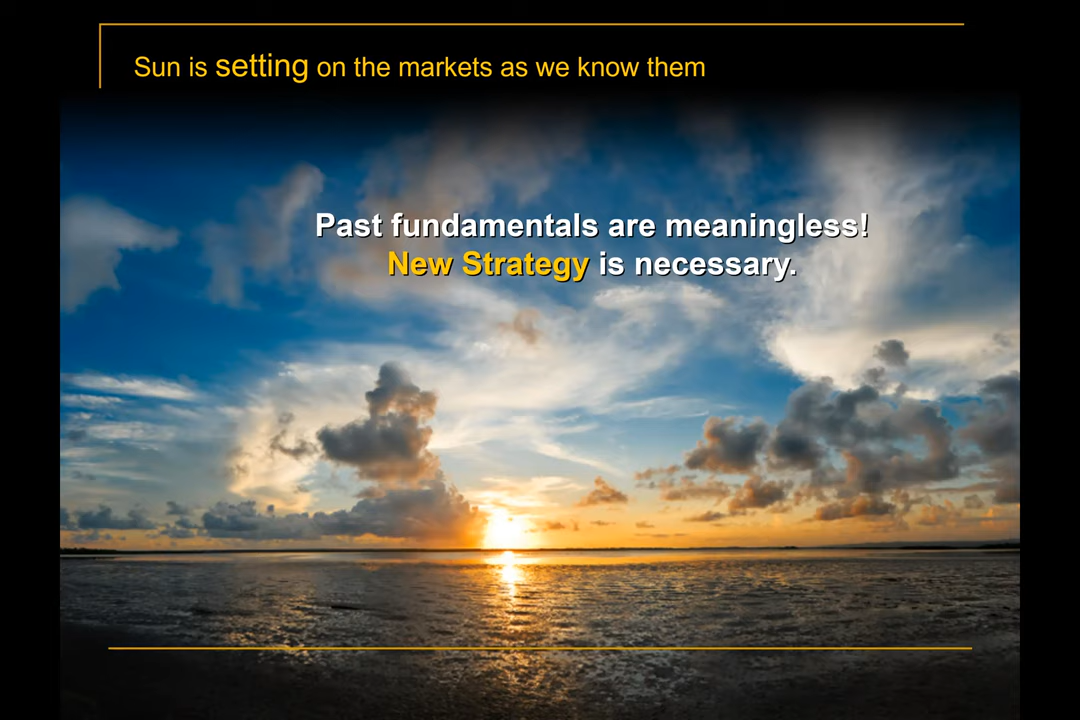 Sun is setting on the markets as we know them
Past fundamentals are meaningless!
New Strategy is necessary.